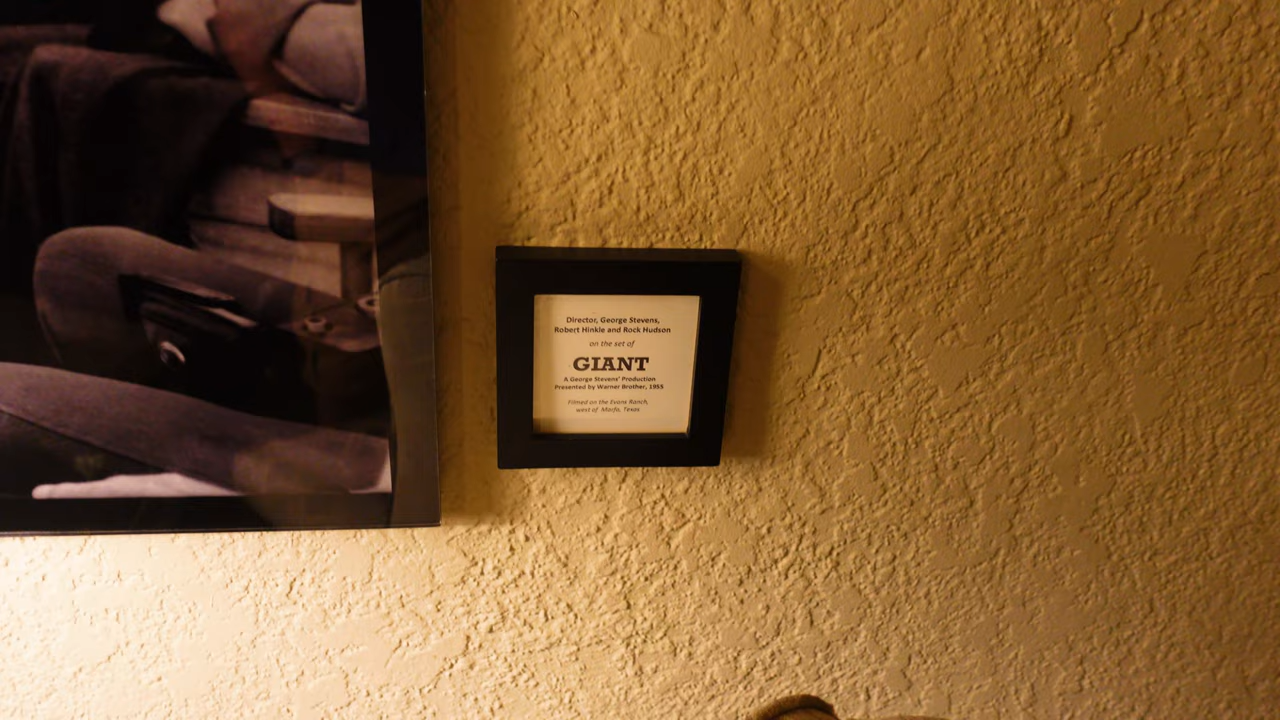 Director, George Stevens,
Robert Hinkle and Rock Hudson
on the set of
GIANT
A George Stevens' Production
Presented by Warner Brother, 1955
Filmed on the Evans Ranch,
west of Marfa, Texas